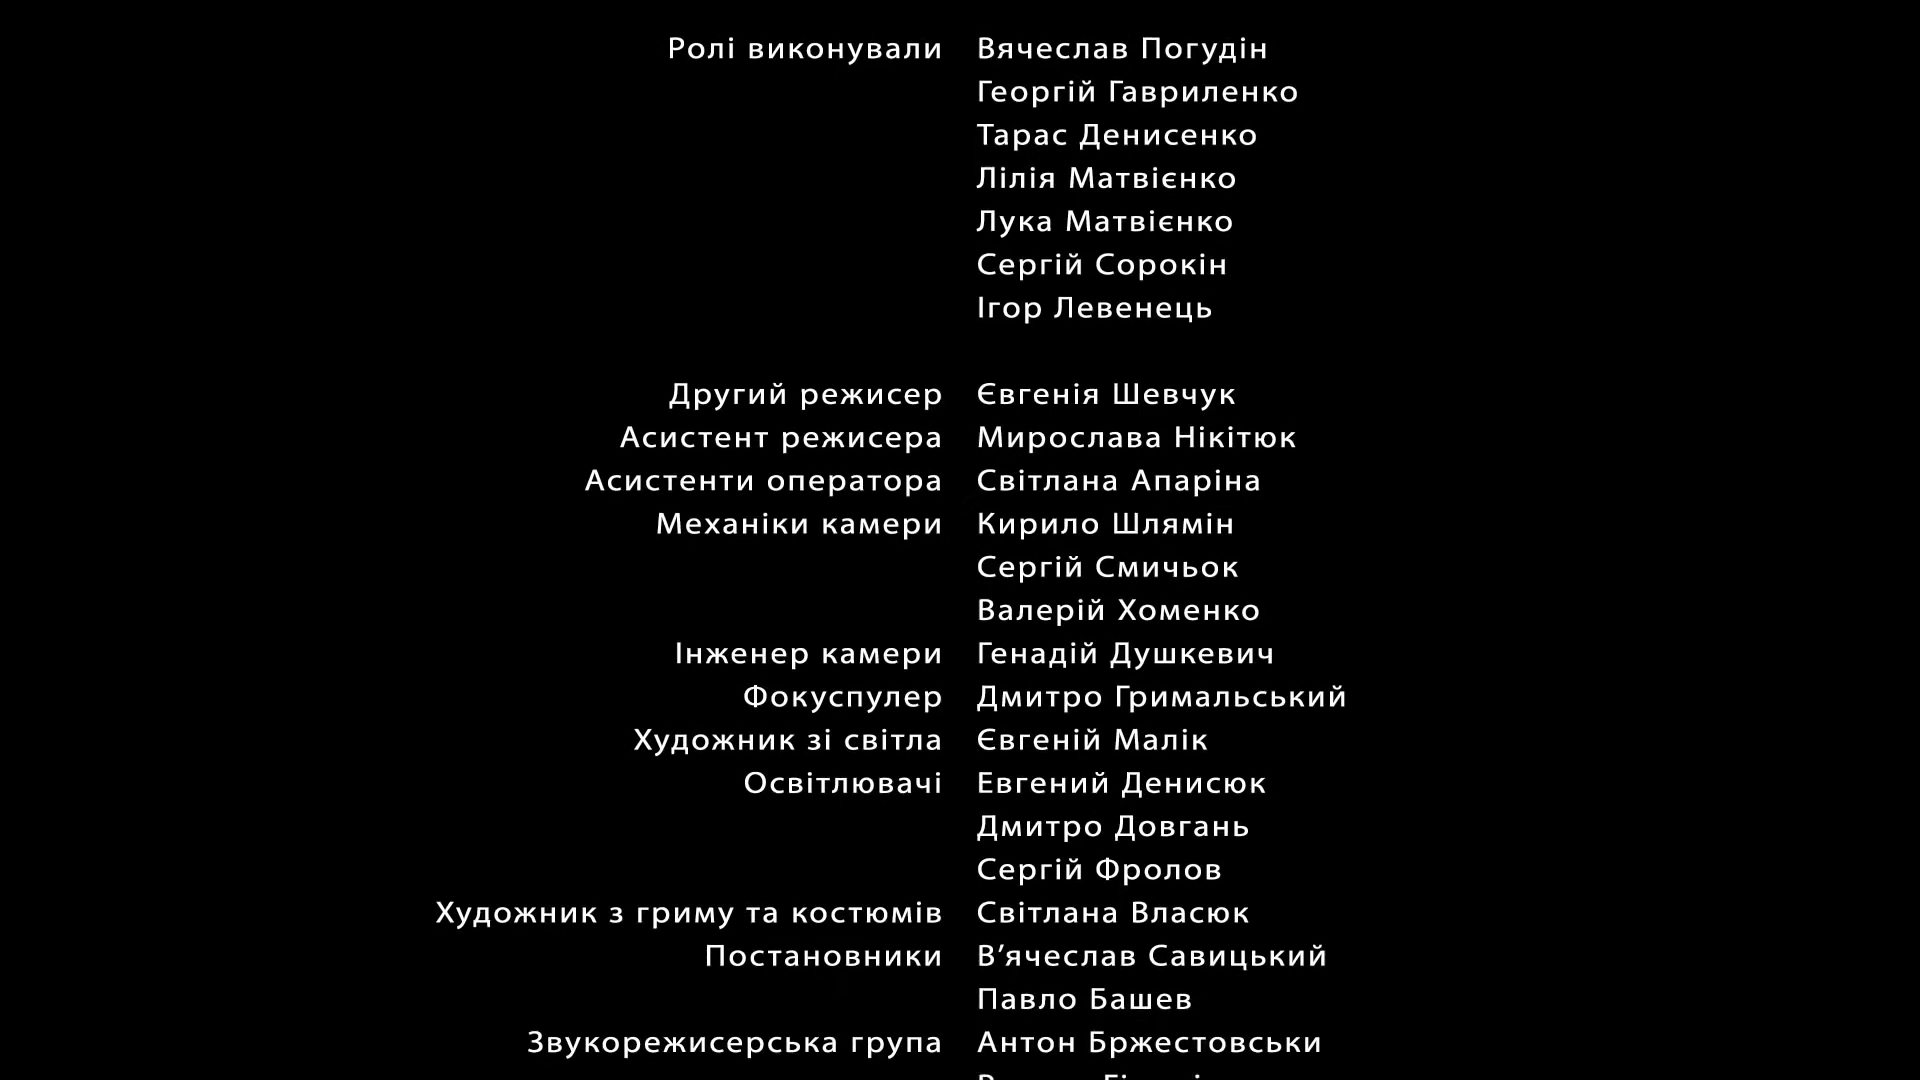 Ролі виконували Вячеслав Погудін
Георгій Гавриленко
Тарас Денисенко
Лілія Матвієнко
Лука Матвієнко
Сергій Сорокін
Ігор Левенець
Другий режисер Євгенія Шевчук
Асистент режисера Мирослава Нікітюк
Асистенти оператора Світлана Апаріна
Механіки камери Кирило Шлямін
Сергій Смичьок
Валерій Хоменко
Інженер камери Генадій Душкевич
Фокуспулер Дмитро Гримальський
Художник зі світла Євгеній Малік
Освітлювачі Евгений Денисюк
Дмитро Довгань
Сергій Фролов
Художник з гриму та костюмів Світлана Власюк
Постановники В’ячеслав Савицький
Павло Башев
Звукорежисерська група Антон Бржестовськи